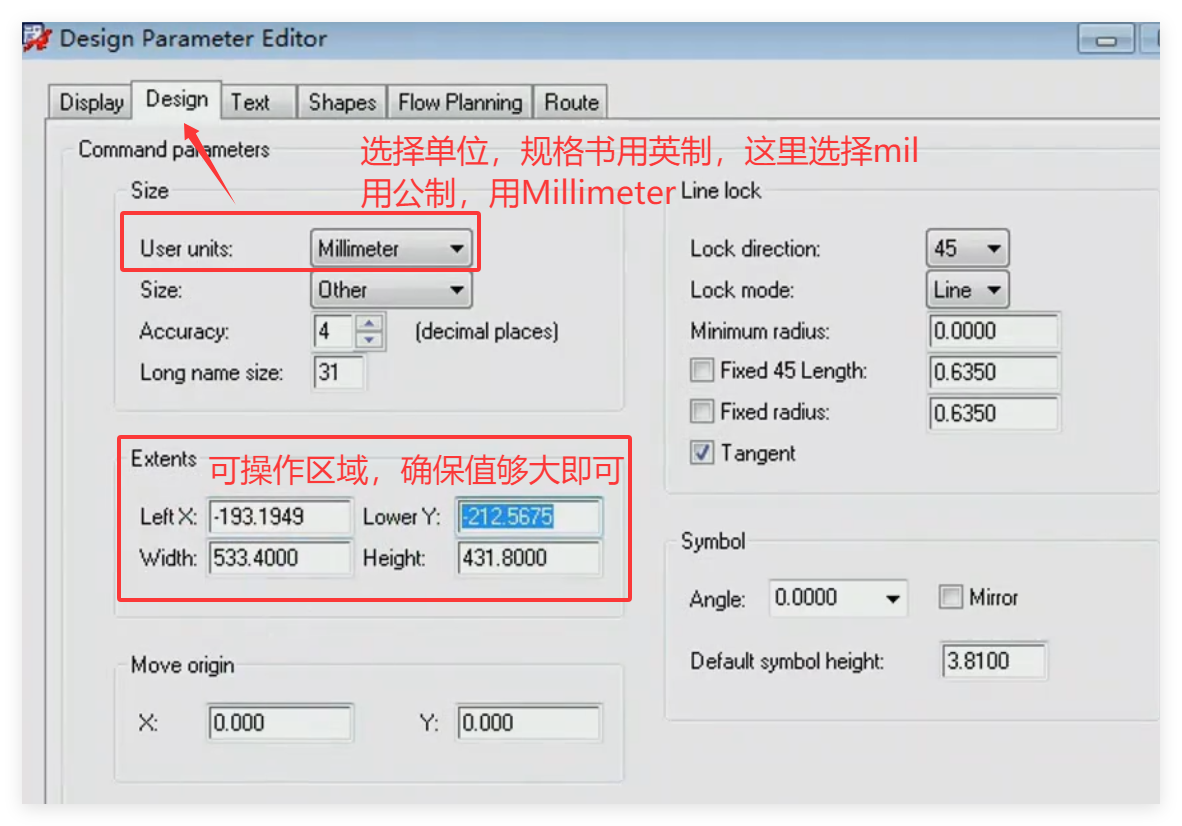 Design Parameter Editor
Display Design Text Shapes Flow Planning Route
Command parameters
选择单位，规格书用英制，这里选择mil
用公制，用Millimeter
Size
User units: Millimeter
Size: Other
Accuracy: 4 (decimal places)
Long name size: 31
Line lock
Lock direction: 45
Lock mode: Line
Minimum radius: 0.0000
Fixed 45 Length: 0.6350
Fixed radius: 0.6350
Tangent
Extents 可操作区域，确保值够大即可
Left X: -193.1949 Lower Y: -212.5675
Width: 533.4000 Height: 431.8000
Symbol
Angle: 0.0000 Mirror
Default symbol height: 3.8100
Move origin
X: 0.000 Y: 0.000